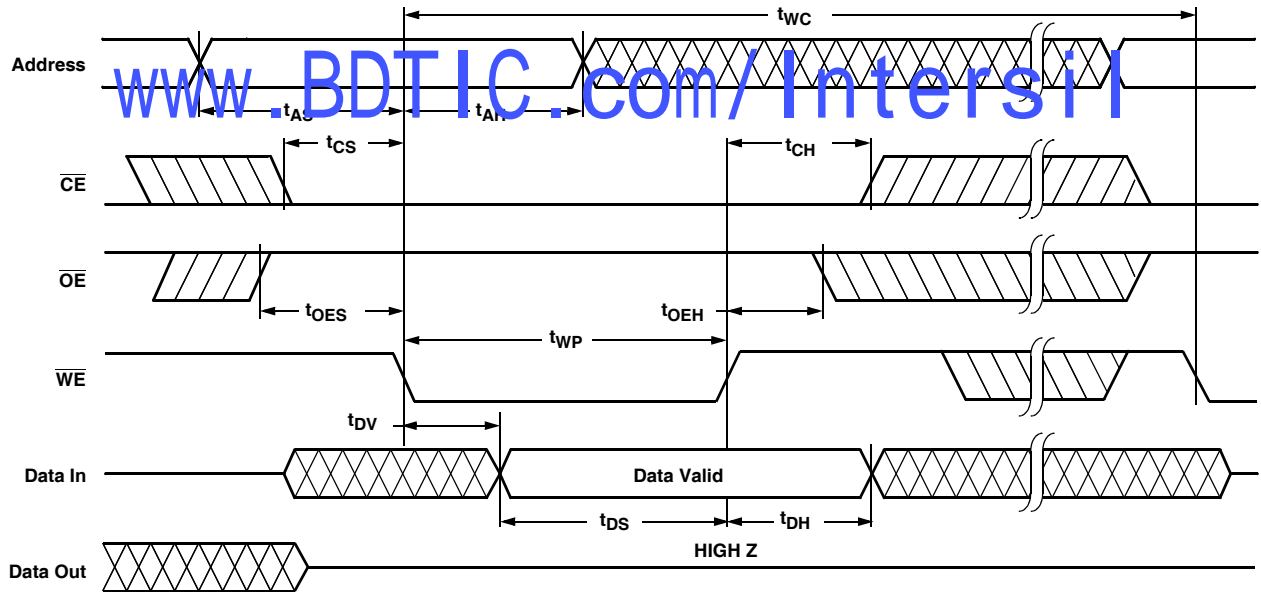 tWC
Address
www.BDTIC.com/Intersil
tAS
tAH
tCS
tCH
CE
OE
tOES
tOEH
tWP
WE
tDV
Data In
Data Valid
tDS
tDH
HIGH Z
Data Out